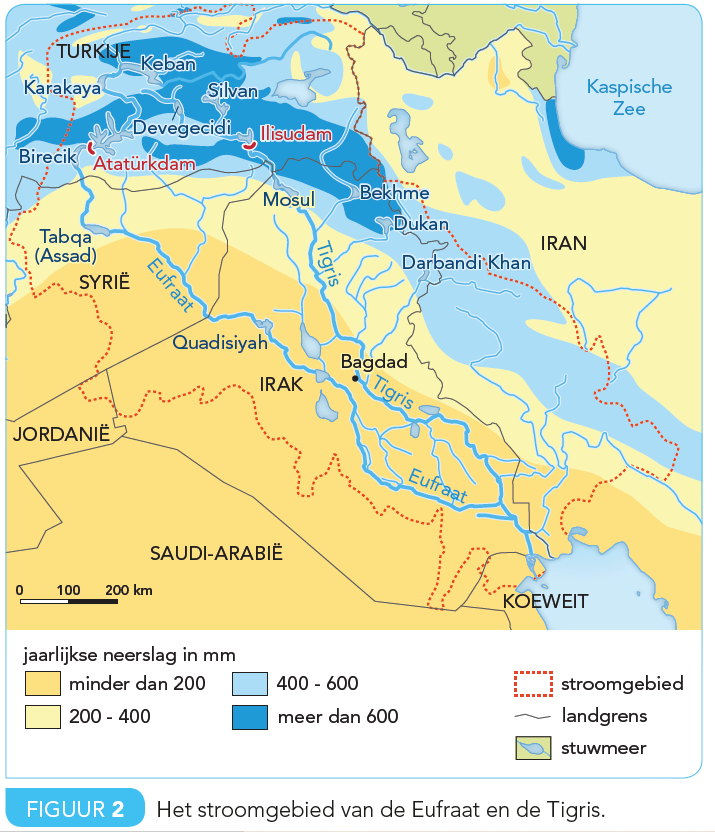 TURKIJE
Keban
Karakaya
Silvan
Kaspische
Zee
Devegecidi
Ilisudam
Birecik
Atatürkdam
Mosul
Bekhme
Dukan
Tabqa
(Assad)
Tigris
IRAN
Darbandi Khan
SYRIË
Eufraat
Quadisiyah
Bagdad
IRAK
Tigris
JORDANIË
Eufraat
SAUDI-ARABIË
0 100 200 km
KOEWEIT
jaarlijkse neerslag in mm
minder dan 200
400 - 600
stroomgebied
200 - 400
meer dan 600
landgrens
stuwmeer
FIGUUR 2 Het stroomgebied van de Eufraat en de Tigris.